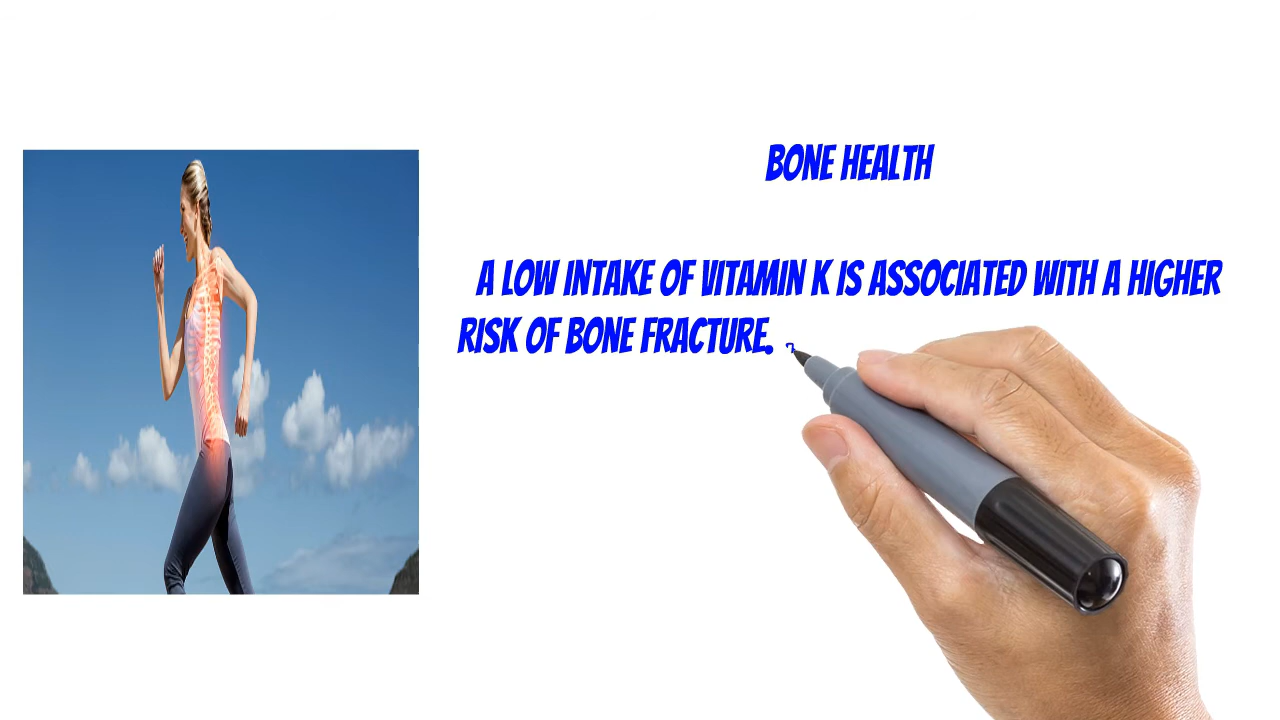 BONE HEALTH
A LOW INTAKE OF VITAMIN K IS ASSOCIATED WITH A HIGHER
RISK OF BONE FRACTURE.